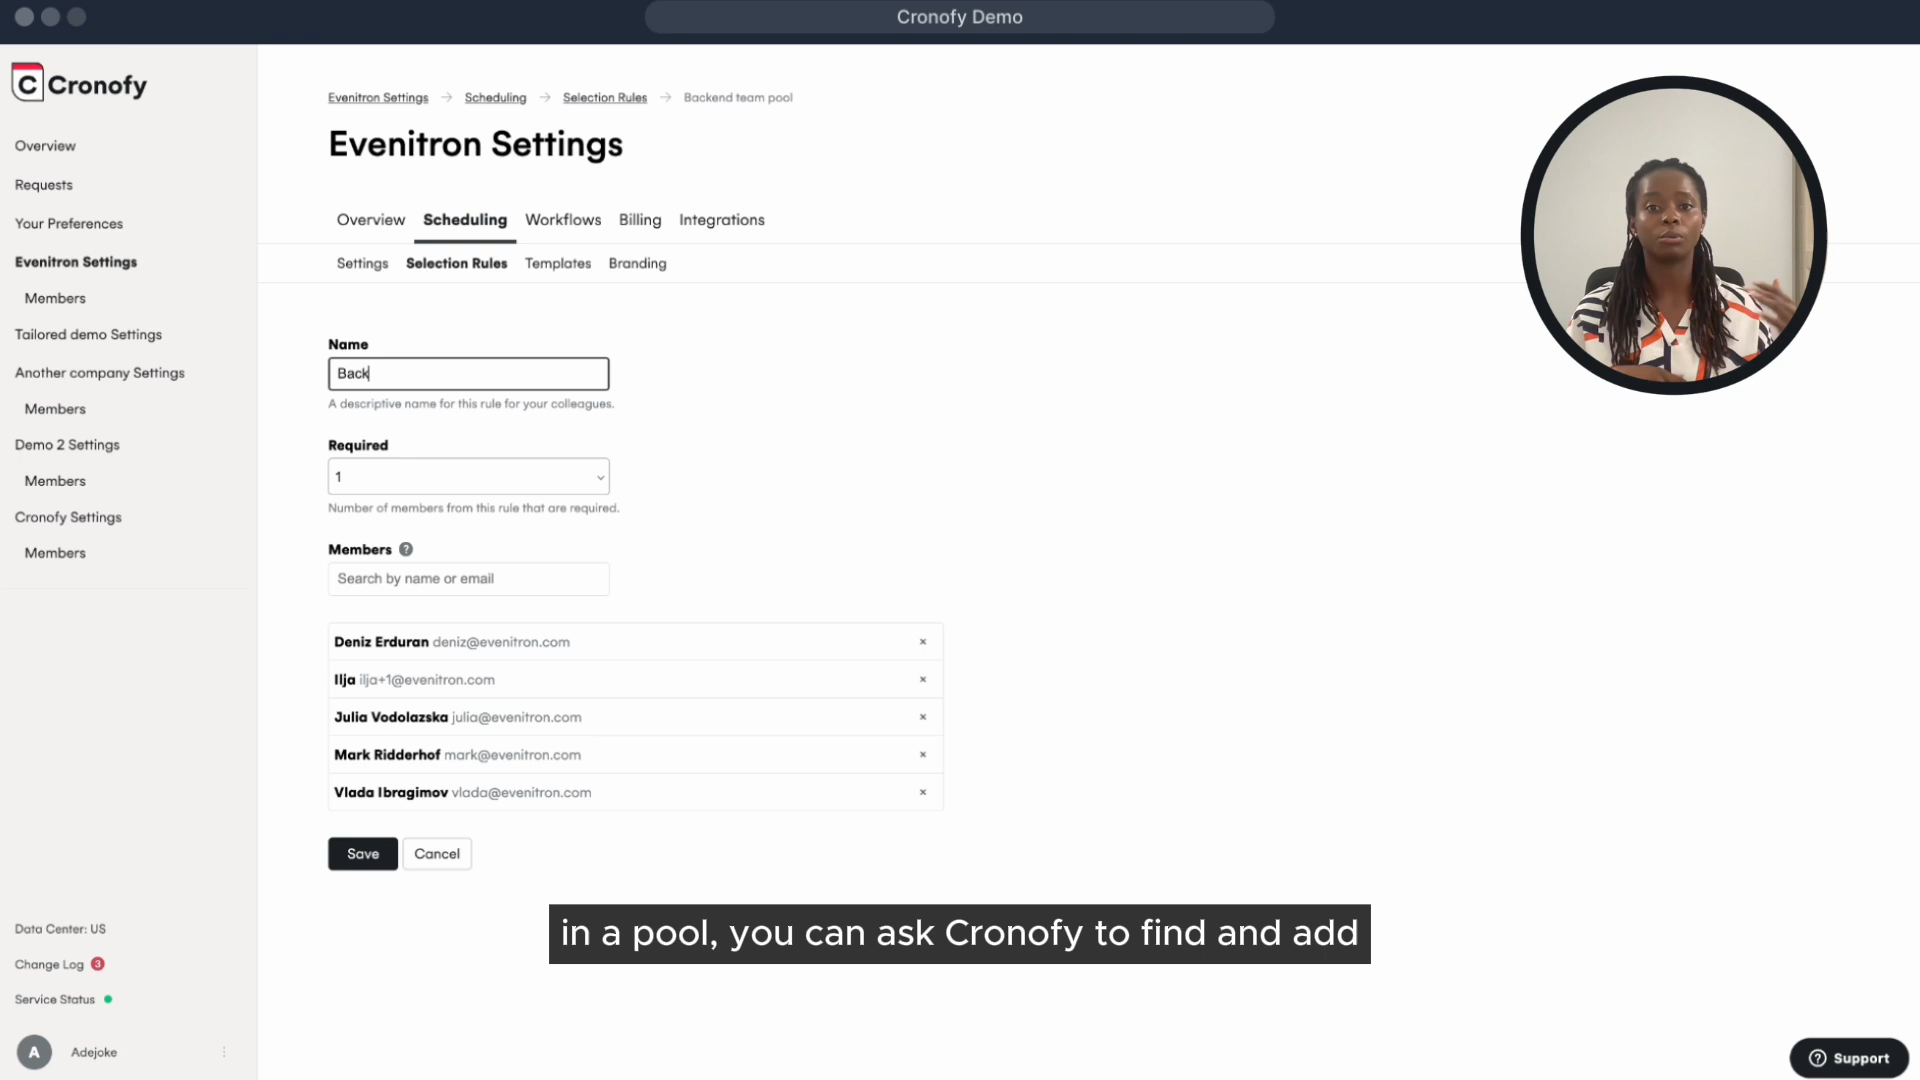 Cronofy Demo
C Cronofy
Overview
Requests
Your Preferences
Evenitron Settings
Members
Tailored demo Settings
Another company Settings
Members
Demo 2 Settings
Members
Cronofy Settings
Members
Data Center: US
Change Log 3
Service Status
A Adejoke
Evenitron Settings → Scheduling → Selection Rules → Backend team pool
Evenitron Settings
Overview Scheduling Workflows Billing Integrations
Settings Selection Rules Templates Branding
Name
Back
A descriptive name for this rule for your colleagues.
Required
1
Number of members from this rule that are required.
Members ?
Search by name or email
Deniz Erduran deniz@evenitron.com ×
Ilja ilja+1@evenitron.com ×
Julia Vodolazska julia@evenitron.com ×
Mark Ridderhof mark@evenitron.com ×
Vlada Ibragimov vlada@evenitron.com ×
Save Cancel
in a pool, you can ask Cronofy to find and add
? Support